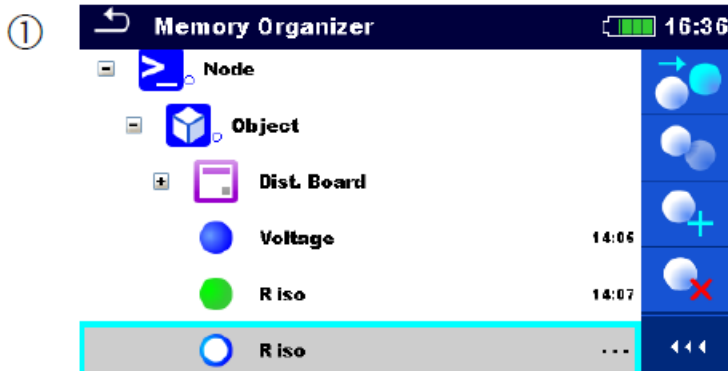 ①
Memory Organizer 16:36
Node
Object
Dist. Board
Voltage 14:06
R iso 14:07
R iso ---